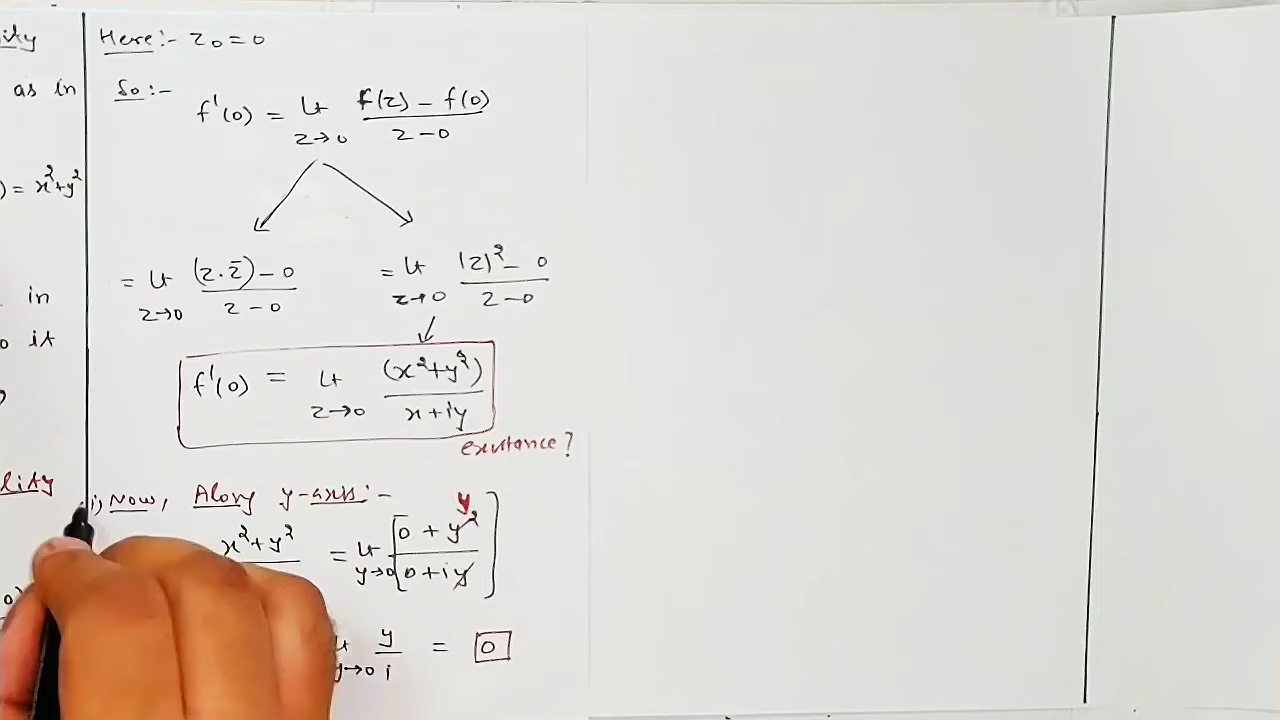 ity
as in
) = x²+y²
in
o it
lity
Here :- z₀ = 0
So :-
f'(0) = Lt f(z) - f(0)
z→0 z - 0
= Lt (z·z̄) - 0
z→0 z - 0
= Lt |z|² - 0
z→0 z - 0
f'(0) = Lt (x²+y²)
z→0 x+iy
existance ?
i) Now, Along y-axis :-
x²+y² = Lt [0 + y² y]
y→0 [0 + iy]
y
y→0 i = 0